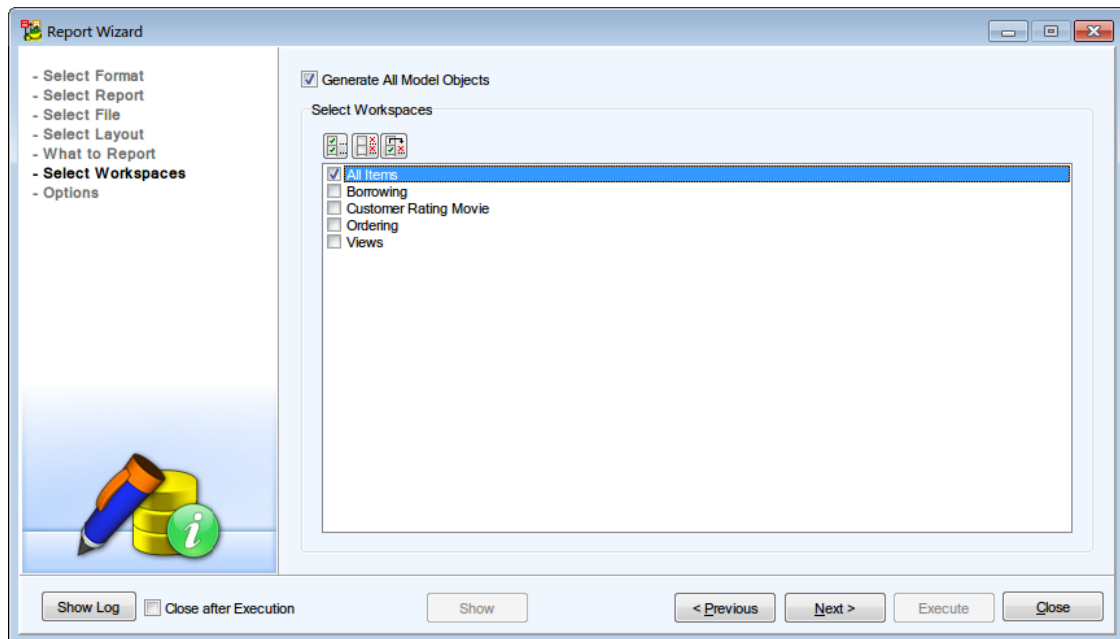 Report Wizard
- Select Format
- Select Report
- Select File
- Select Layout
- What to Report
- Select Workspaces
- Options
Generate All Model Objects
Select Workspaces
All Items
Borrowing
Customer Rating Movie
Ordering
Views
Show Log
Close after Execution
Show
< Previous
Next >
Execute
Close